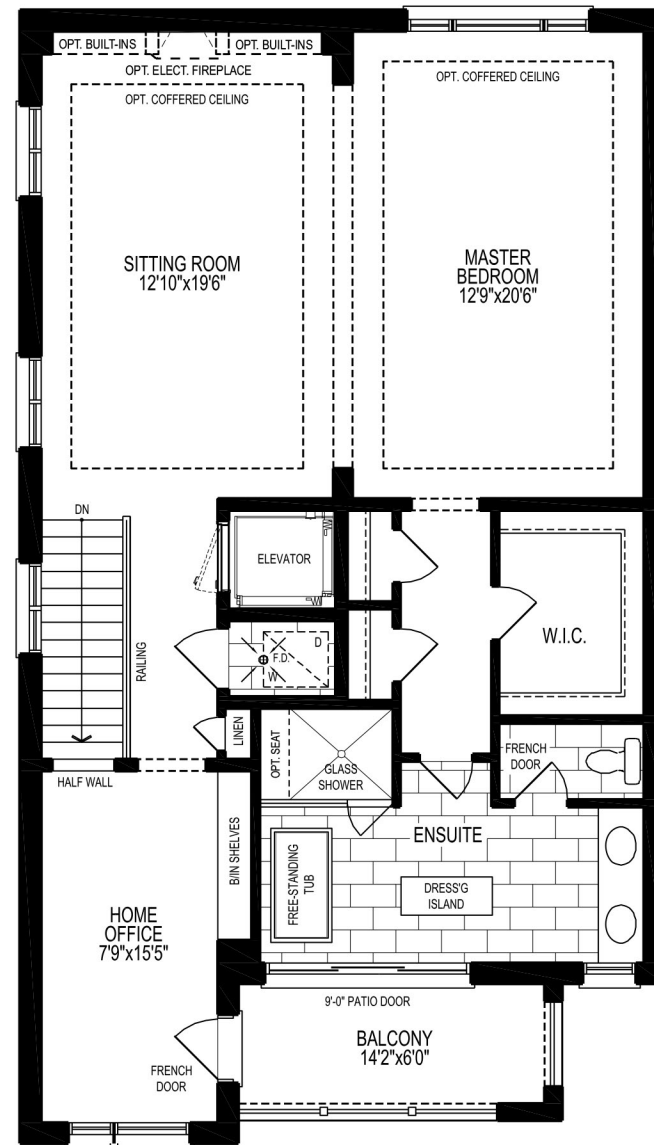 OPT. BUILT-INS
OPT. BUILT-INS
OPT. ELECT. FIREPLACE
OPT. COFFERED CEILING
OPT. COFFERED CEILING
SITTING ROOM
12'10"x19'6"
MASTER
BEDROOM
12'9"x20'6"
DN
RAILING
ELEVATOR
D
F.D.
W
W.I.C.
LINEN
OPT. SEAT
GLASS
SHOWER
FRENCH
DOOR
HALF WALL
B/IN SHELVES
ENSUITE
FREE-STANDING
TUB
DRESS'G
ISLAND
HOME
OFFICE
7'9"x15'5"
9'-0" PATIO DOOR
BALCONY
14'2"x6'0"
FRENCH
DOOR